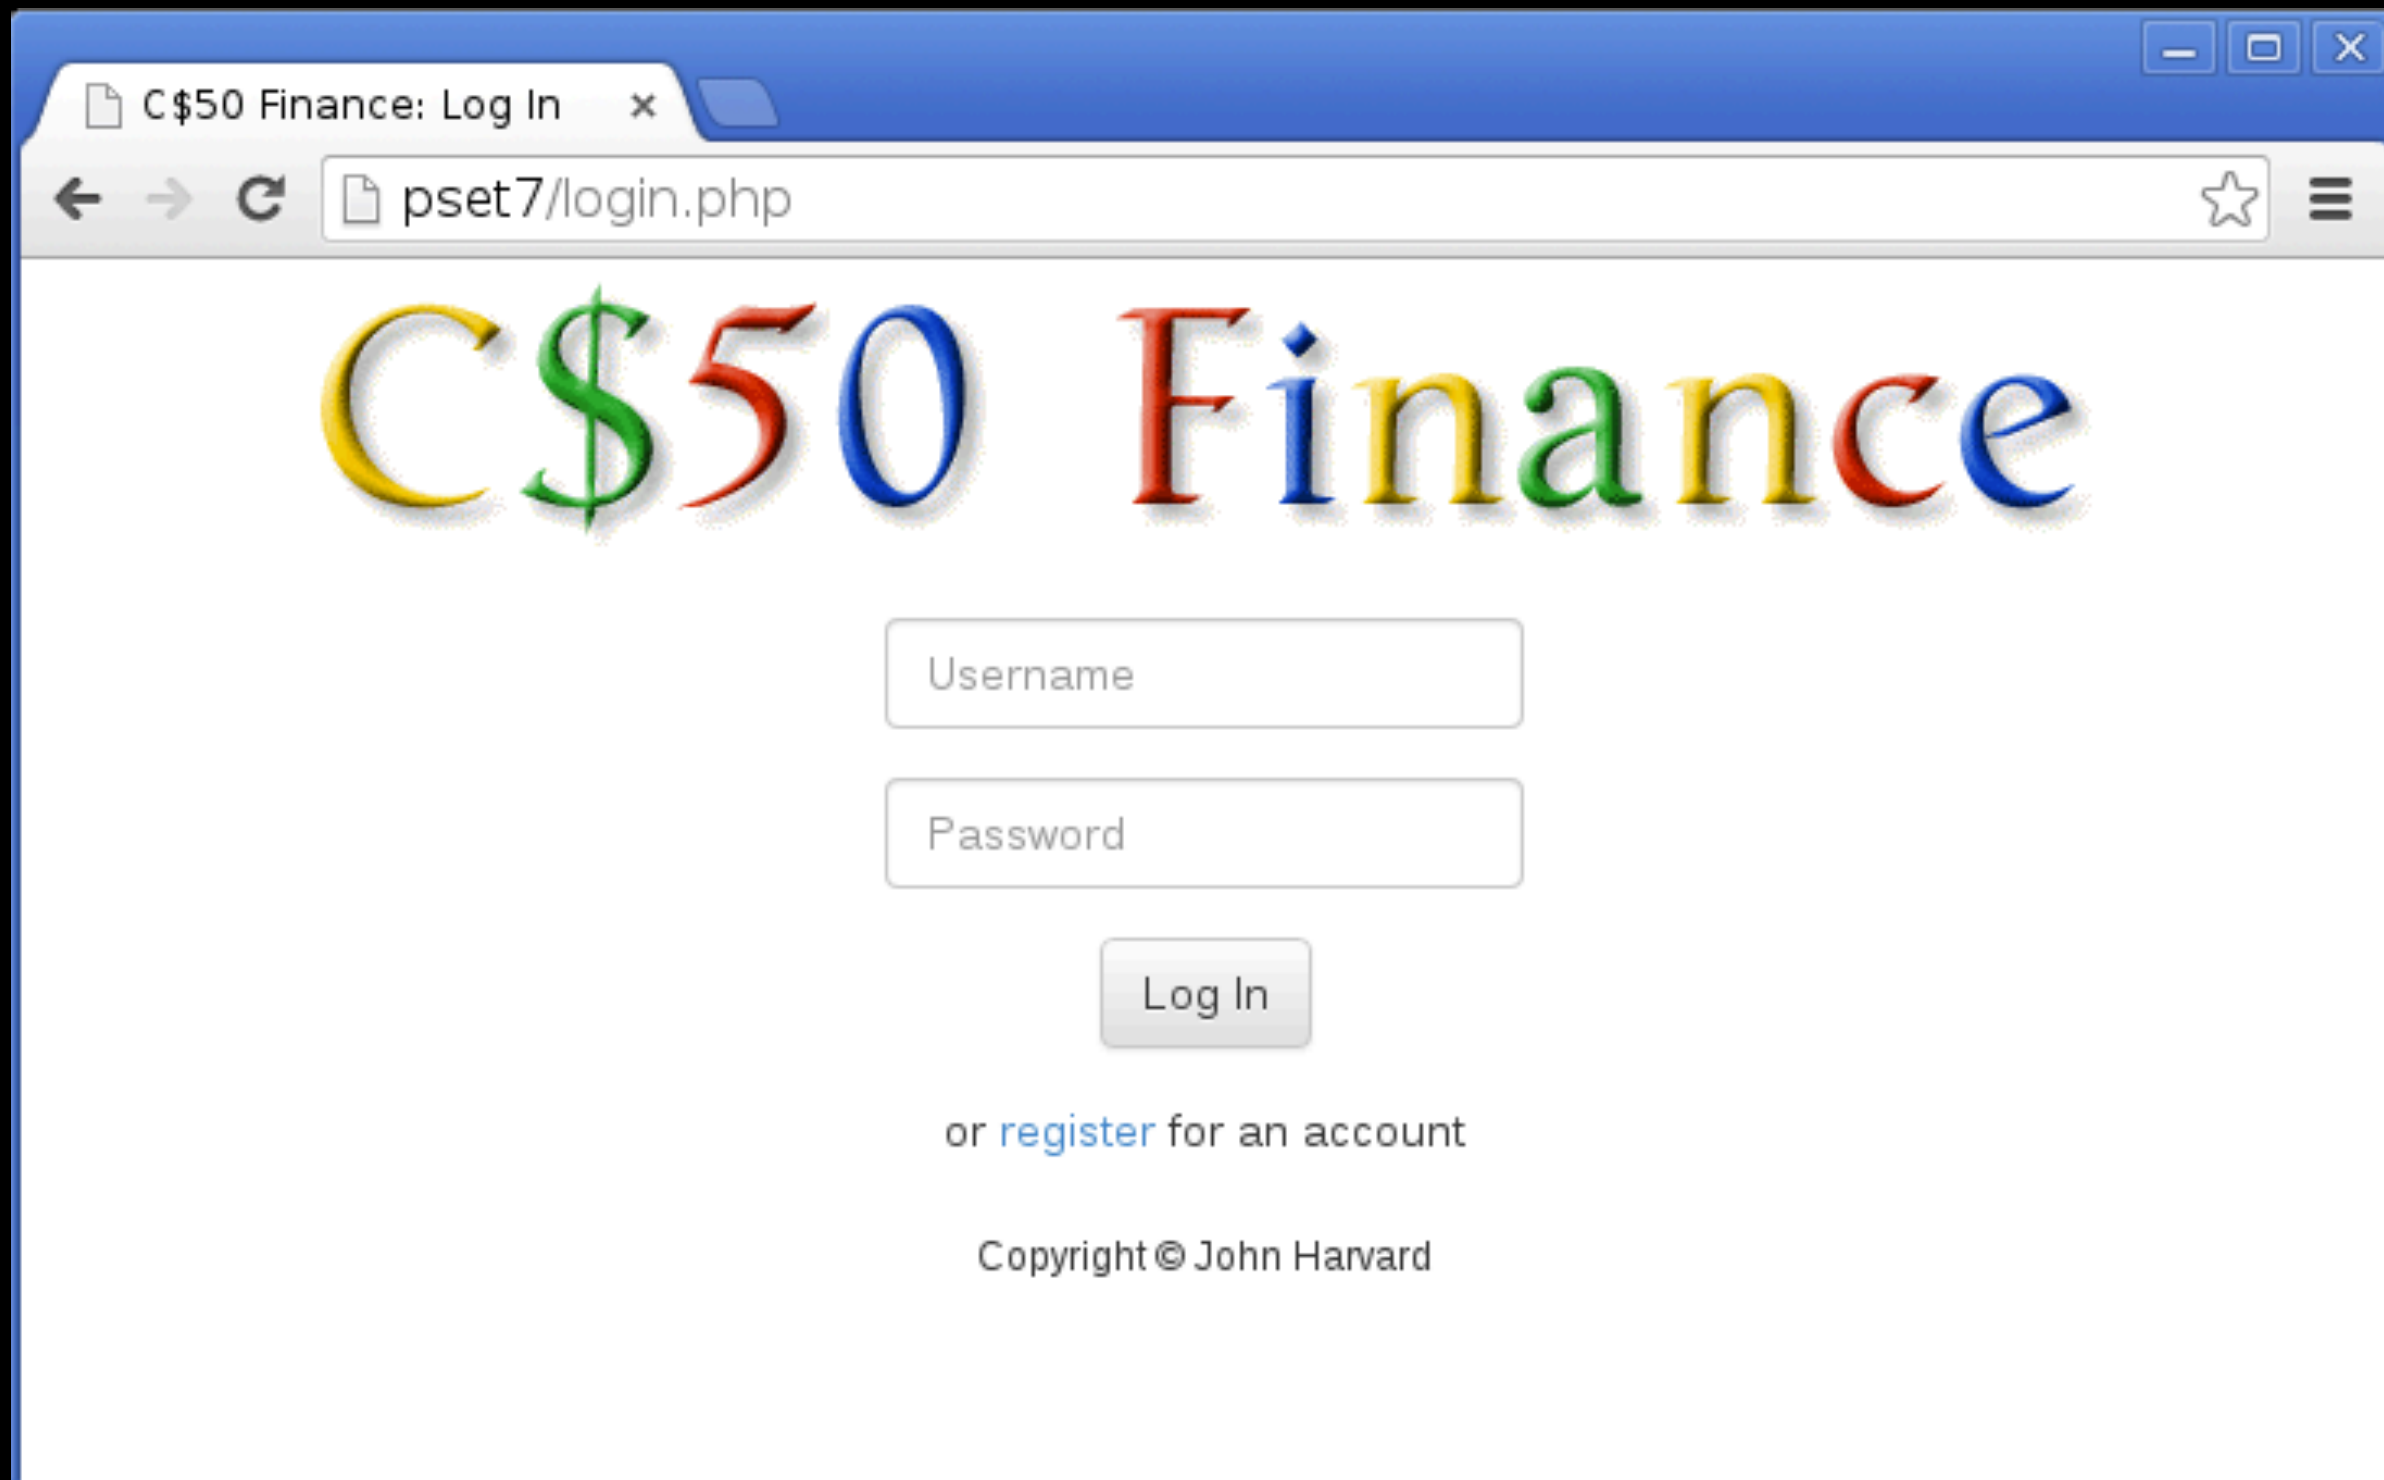 C$50 Finance: Log In
pset7/login.php
C$50 Finance
Username
Password
Log In
or register for an account
Copyright © John Harvard